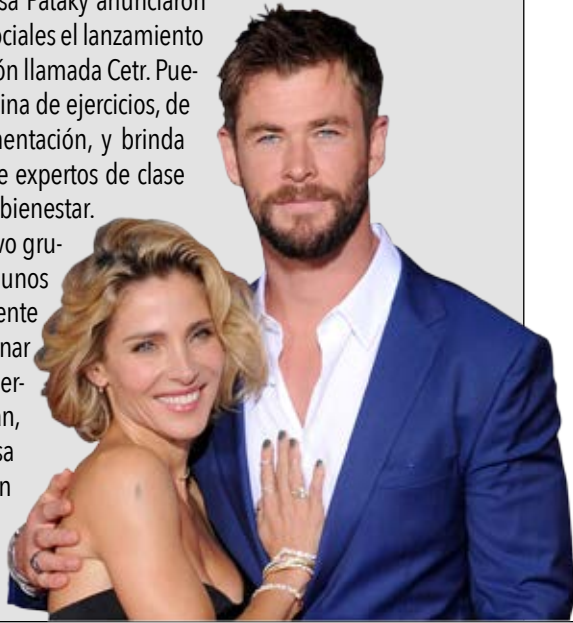 sa Pataky anunciaron
ociales el lanzamiento
ón llamada Cetr. Pue-
ina de ejercicios, de
mentación, y brinda
e expertos de clase
bienestar.
vo gru-
unos
ente
nar
er-
an,
sa
n